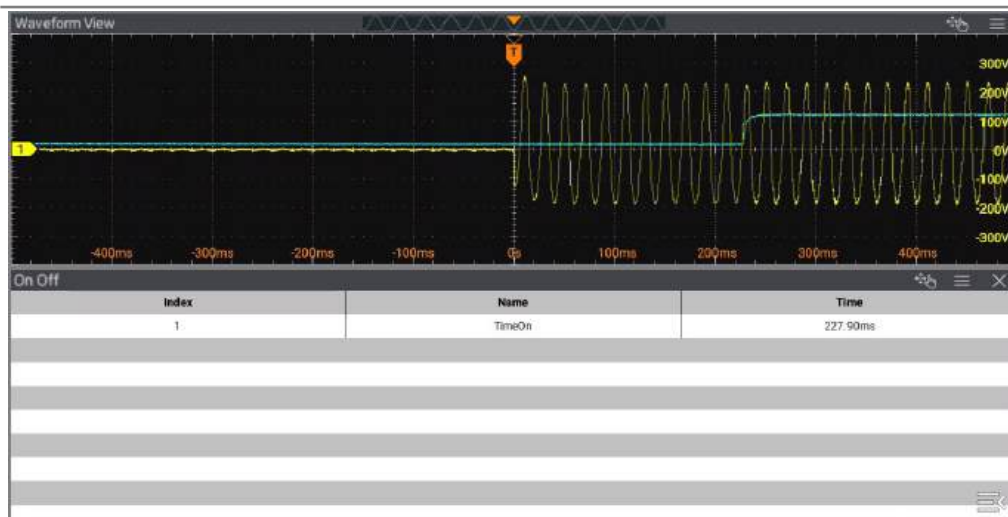 Waveform View
T
300V
200V
100V
1
0V
-100V
-200V
-300V
-400ms -300ms -200ms -100ms 0s 100ms 200ms 300ms 400ms
On Off
Index Name Time
1 TimeOn 227.90ms